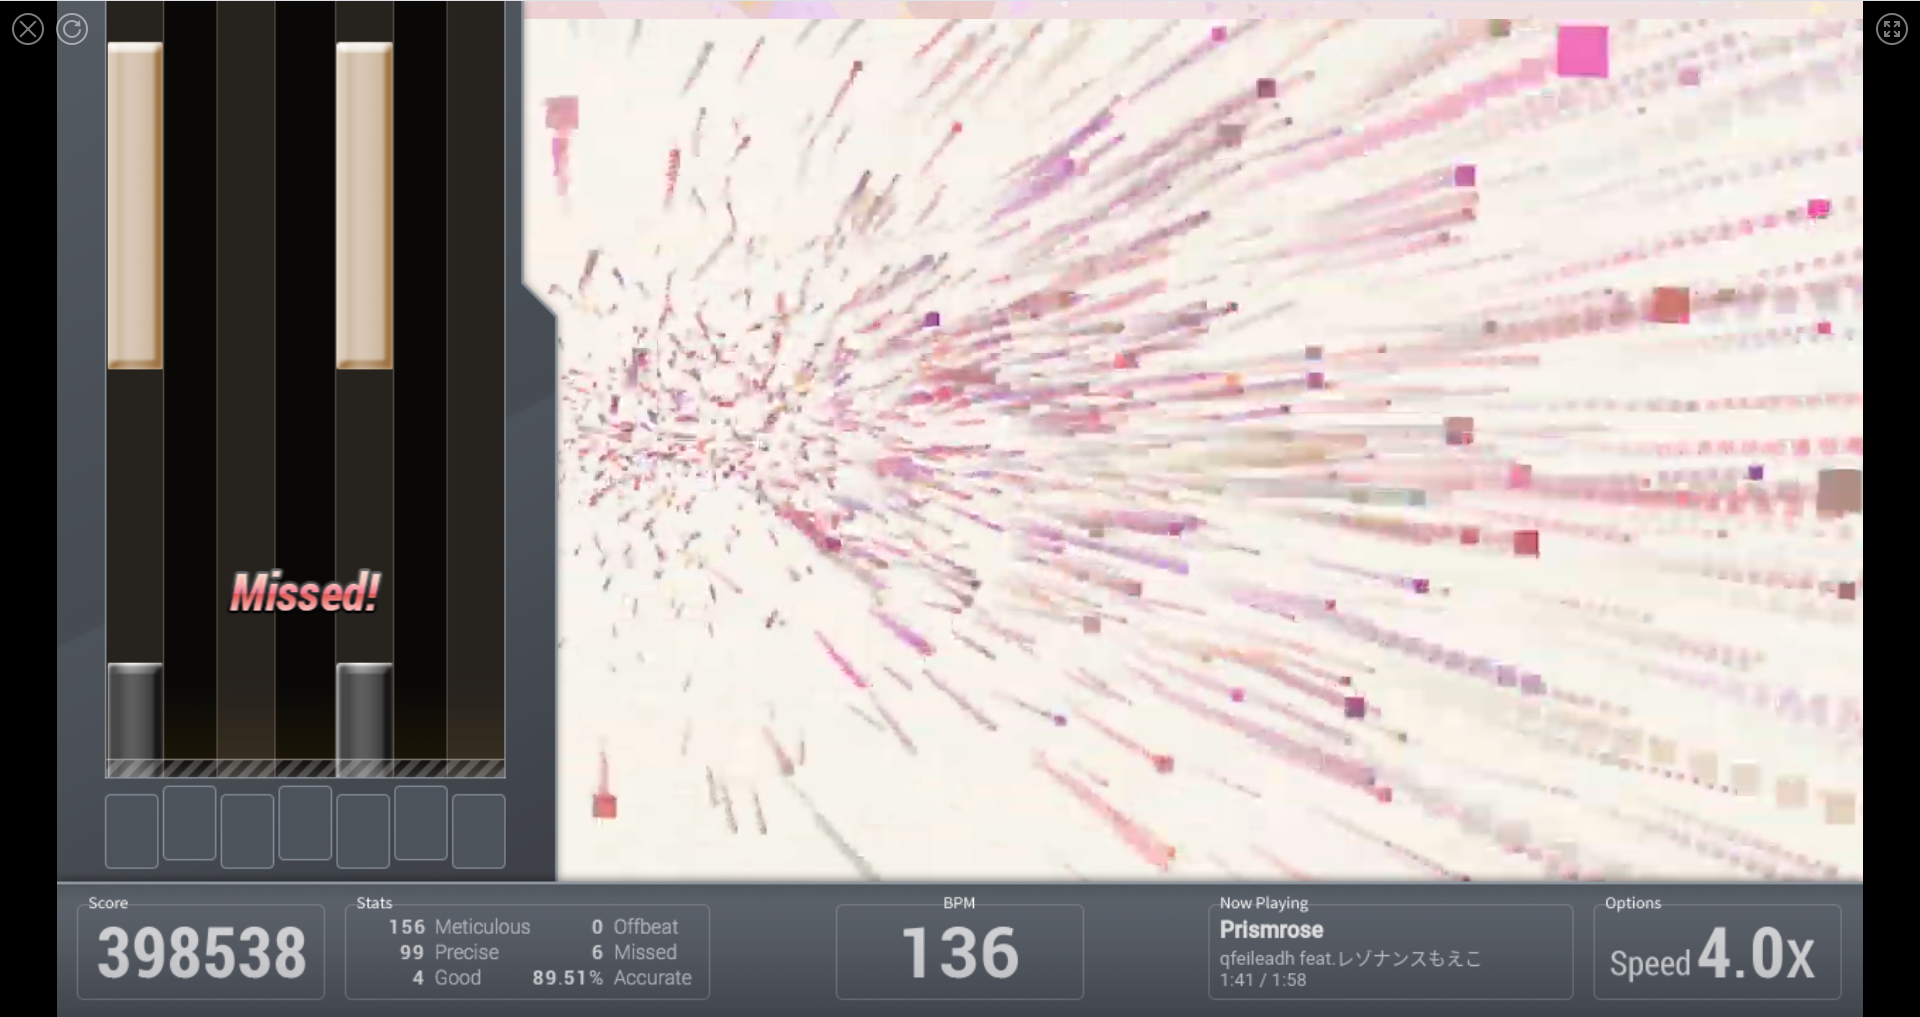 Missed!
Score
398538
Stats
156 Meticulous
0 Offbeat
99 Precise
6 Missed
4 Good
89.51% Accurate
BPM
136
Now Playing
Prismrose
qfeileadh feat.レゾナンスもえこ
1:41 / 1:58
Options
Speed 4.0x